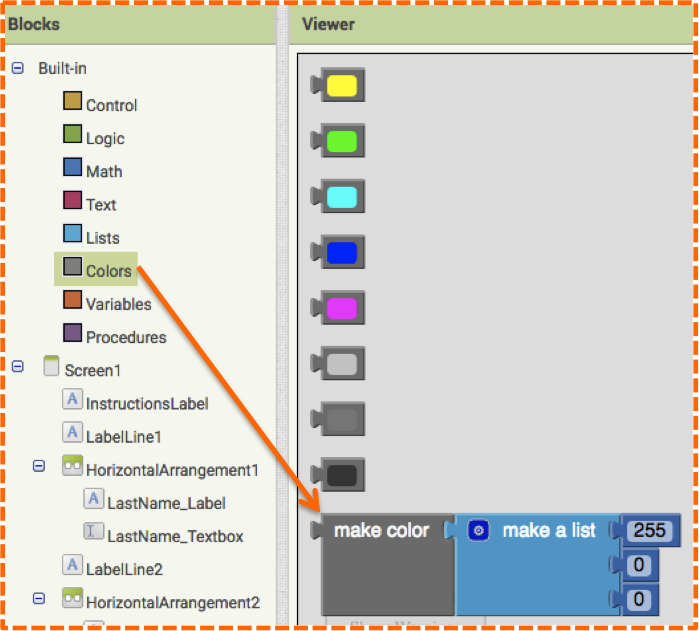 Blocks
Viewer
Built-in
Control
Logic
Math
Text
Lists
Colors
Variables
Procedures
Screen1
A InstructionsLabel
A LabelLine1
HorizontalArrangement1
A LastName_Label
LastName_Textbox
A LabelLine2
HorizontalArrangement2
make color make a list 255
0
0